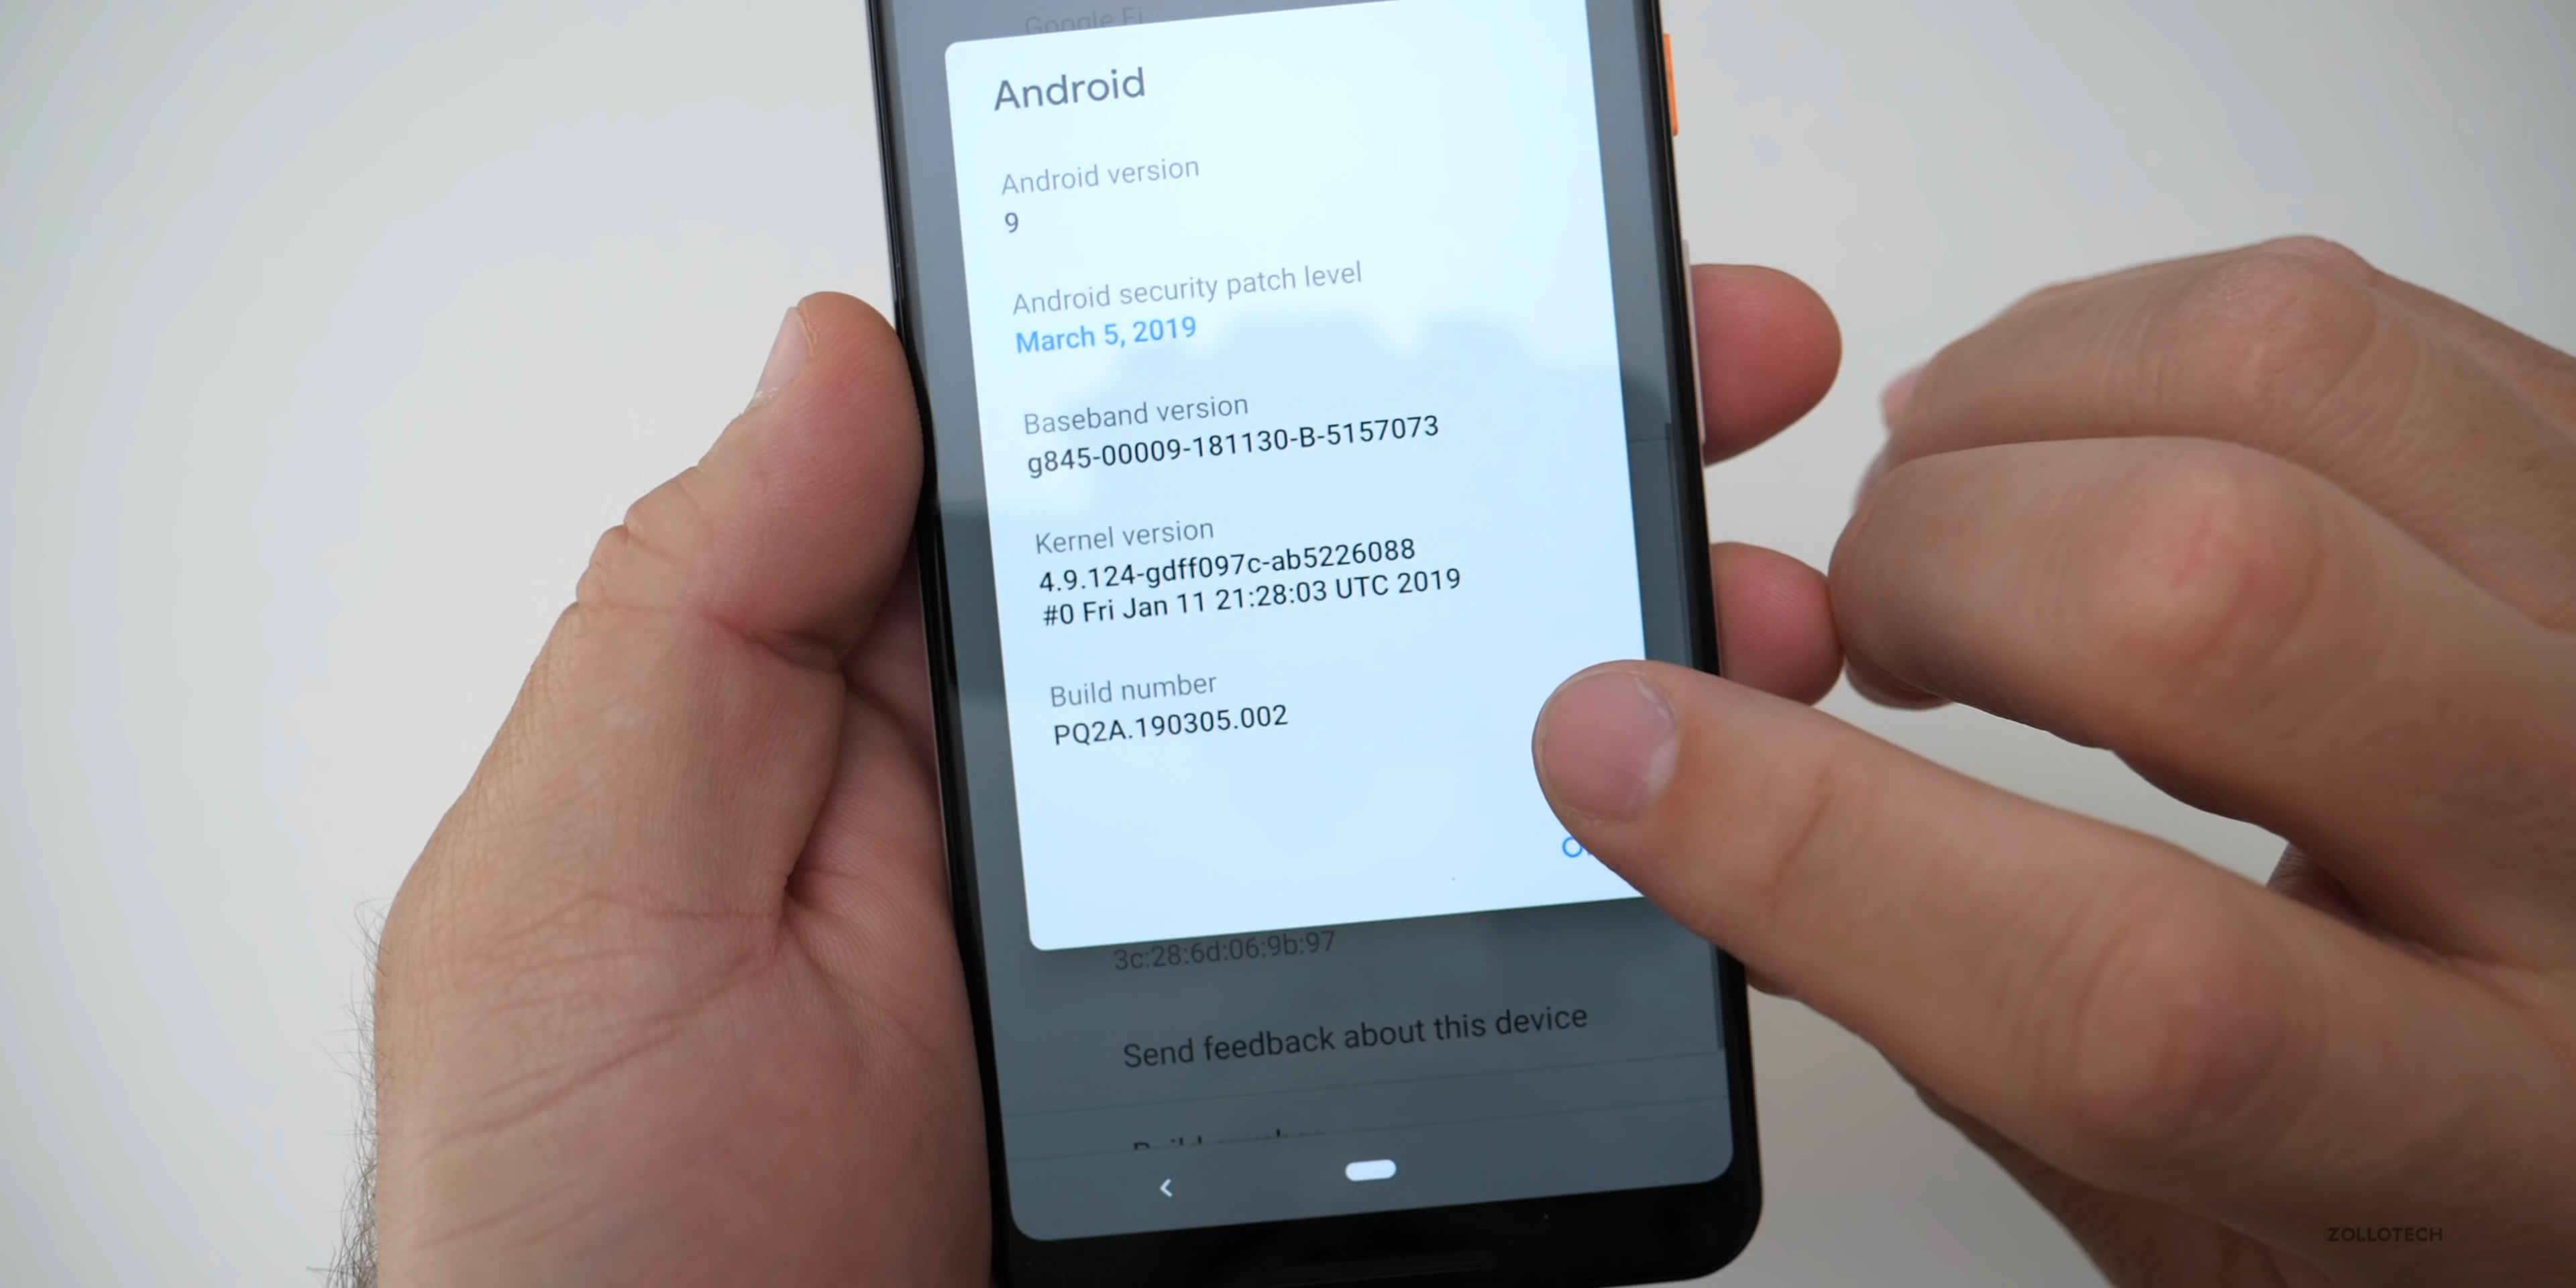 Google Fi
Android
Android version
9
Android security patch level
March 5, 2019
Baseband version
g845-00009-181130-B-5157073
Kernel version
4.9.124-gdff097c-ab5226088
#0 Fri Jan 11 21:28:03 UTC 2019
Build number
PQ2A.190305.002
3c:28:6d:06:9b:97
Send feedback about this device
ZOLLOTECH